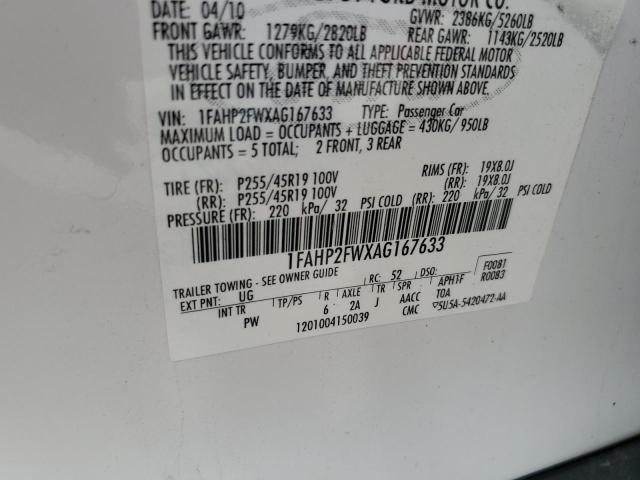 FORD MOTOR CO.
DATE: 04/10 GVWR: 2386KG/5260LB
FRONT GAWR: 1279KG/2820LB REAR GAWR: 1143KG/2520LB
THIS VEHICLE CONFORMS TO ALL APPLICABLE FEDERAL MOTOR
VEHICLE SAFETY, BUMPER, AND THEFT PREVENTION STANDARDS
IN EFFECT ON THE DATE OF MANUFACTURE SHOWN ABOVE.
VIN: 1FAHP2FWXAG167633 TYPE: Passenger Car
MAXIMUM LOAD = OCCUPANTS + LUGGAGE = 430KG/950LB
OCCUPANTS = 5 TOTAL; 2 FRONT, 3 REAR
TIRE (FR): P255/45R19 100V RIMS (FR): 19X8.0J
(RR): P255/45R19 100V (RR): 19X8.0J
PRESSURE (FR): 220 kPa/ 32 PSI COLD (RR): 220 kPa/ 32 PSI COLD
1FAHP2FWXAG167633
TRAILER TOWING - SEE OWNER GUIDE F0081
RC: 52 DSO: R0083
EXT PNT: UG
INT TR TP/PS R AXLE TR SPR APH1F
PW 6 2A J AACC TOA
1201004150039 CMC ▽5U5A-5420472-AA